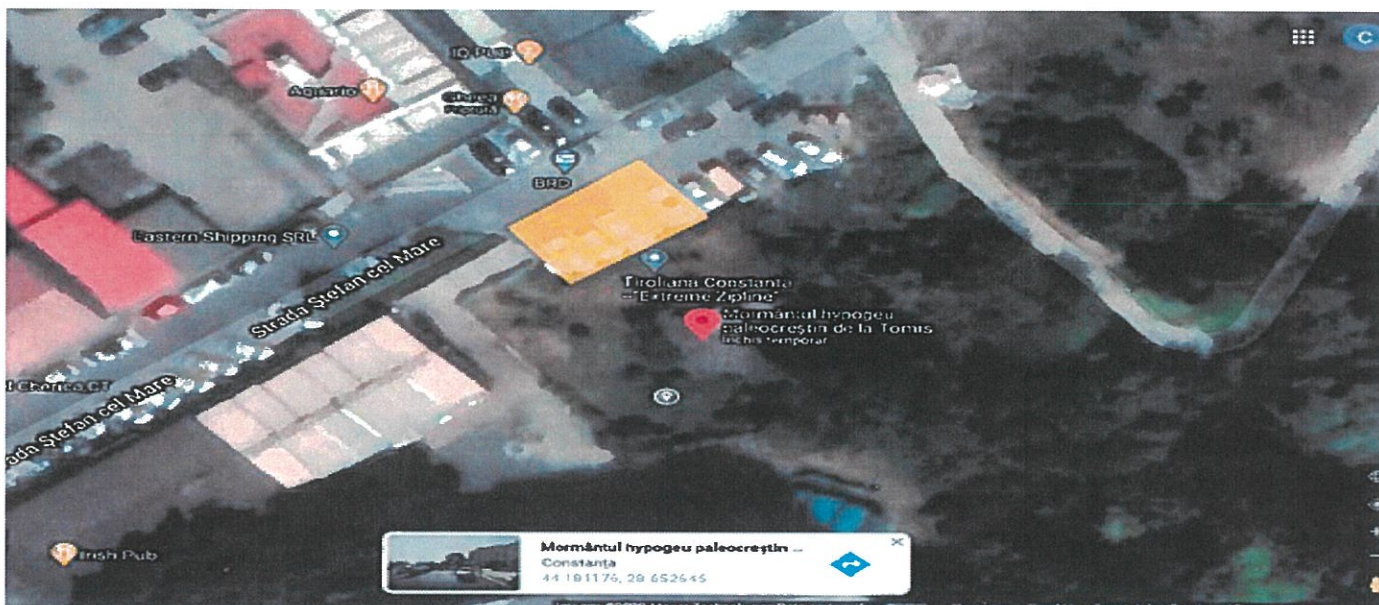 IQ PUB
Aquario
C
BRD
Eastern Shipping SRL
Strada Ștefan cel Mare
Tiroliana Constanta
-"Extreme Zipline"
Mormântul hypogeu
paleocreștin de la Tomis
Închis temporar
Strada Ștefan cel Mare
Irish Pub
Mormântul hypogeu paleocreștin ...
Constanța
44.181176, 28.652645